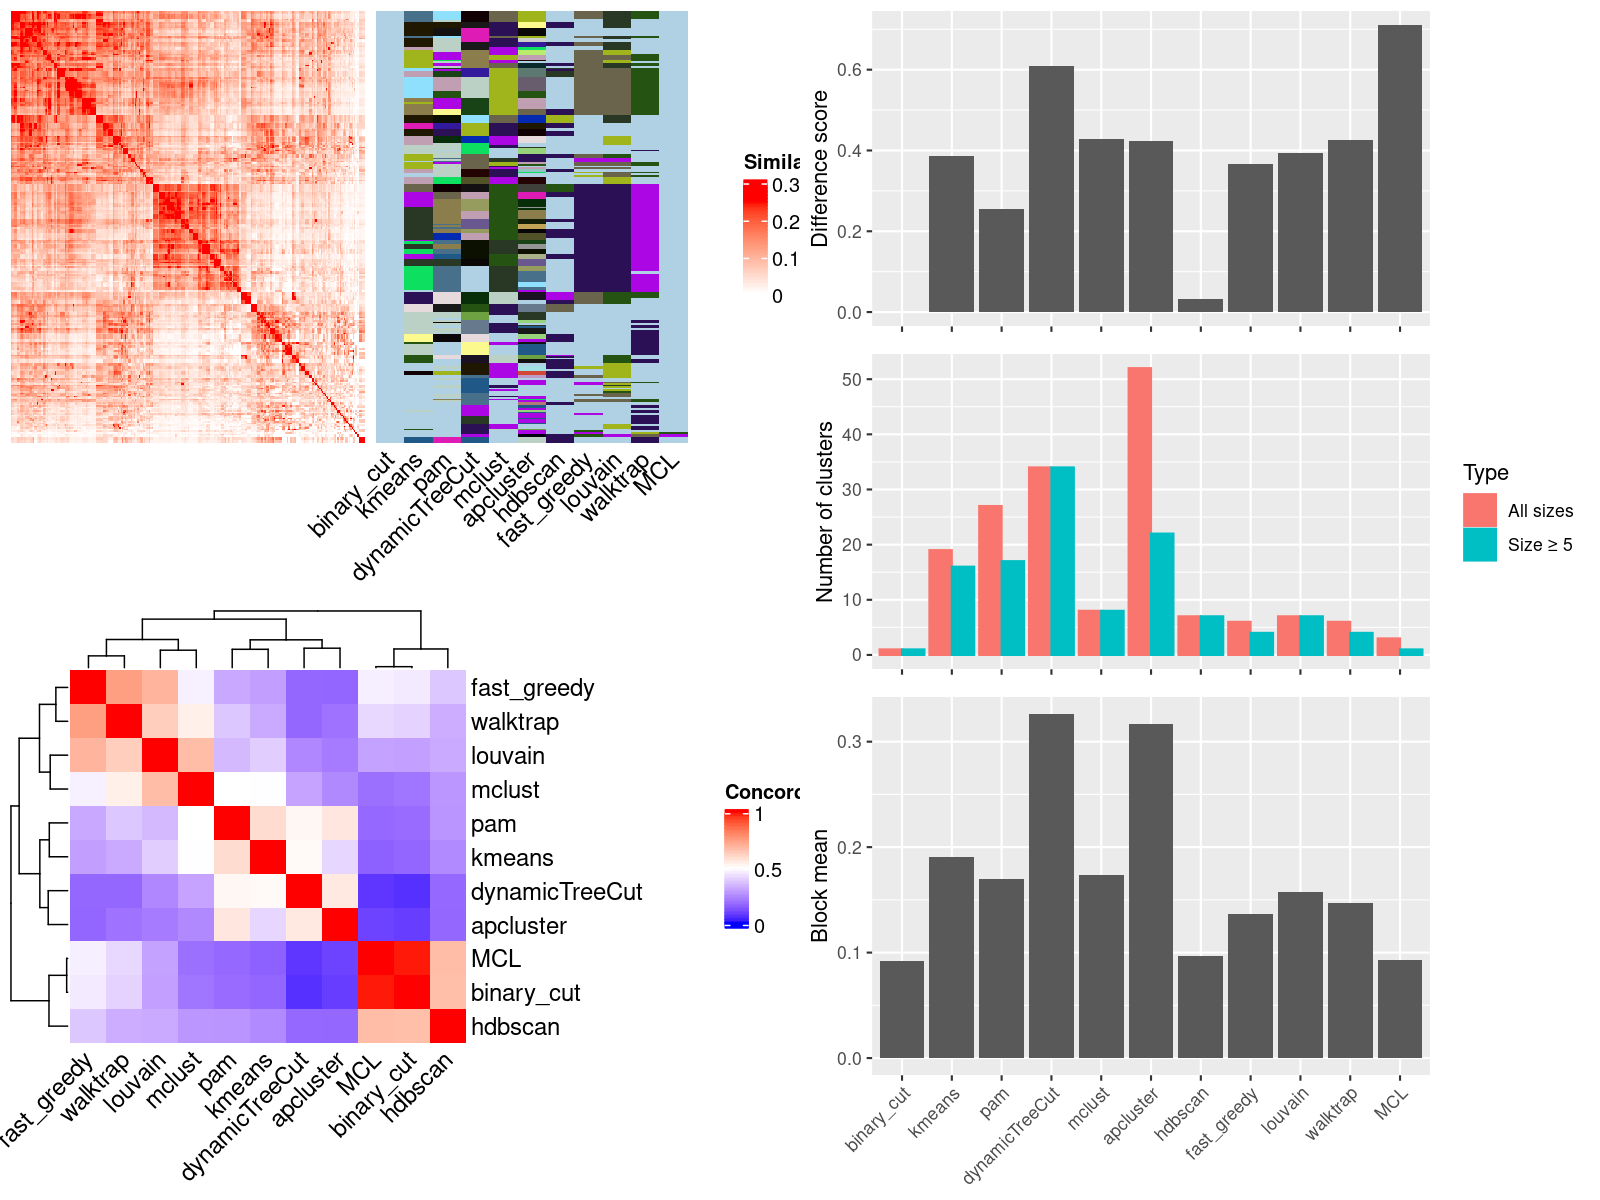 Simila
0.3
0.2
0.1
0
binary_cut
kmeans
pam
dynamicTreeCut
mclust
apcluster
hdbscan
fast_greedy
louvain
walktrap
MCL
fast_greedy
walktrap
louvain
mclust
pam
kmeans
dynamicTreeCut
apcluster
MCL
binary_cut
hdbscan
fast_greedy
walktrap
louvain
mclust
pam
kmeans
dynamicTreeCut
apcluster
MCL
binary_cut
hdbscan
Concord
1
0.5
0
Difference score
0.6
0.4
0.2
0.0
Number of clusters
50
40
30
20
10
0
Type
All sizes
Size ≥ 5
Block mean
0.3
0.2
0.1
0.0
binary_cut
kmeans
pam
dynamicTreeCut
mclust
apcluster
hdbscan
fast_greedy
louvain
walktrap
MCL